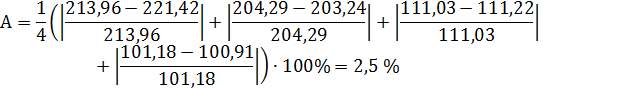 A = 1/4 (|213,96 − 221,42 / 213,96| + |204,29 − 203,24 / 204,29| + |111,03 − 111,22 / 111,03|
+ |101,18 − 100,91 / 101,18|) · 100% = 2,5 %